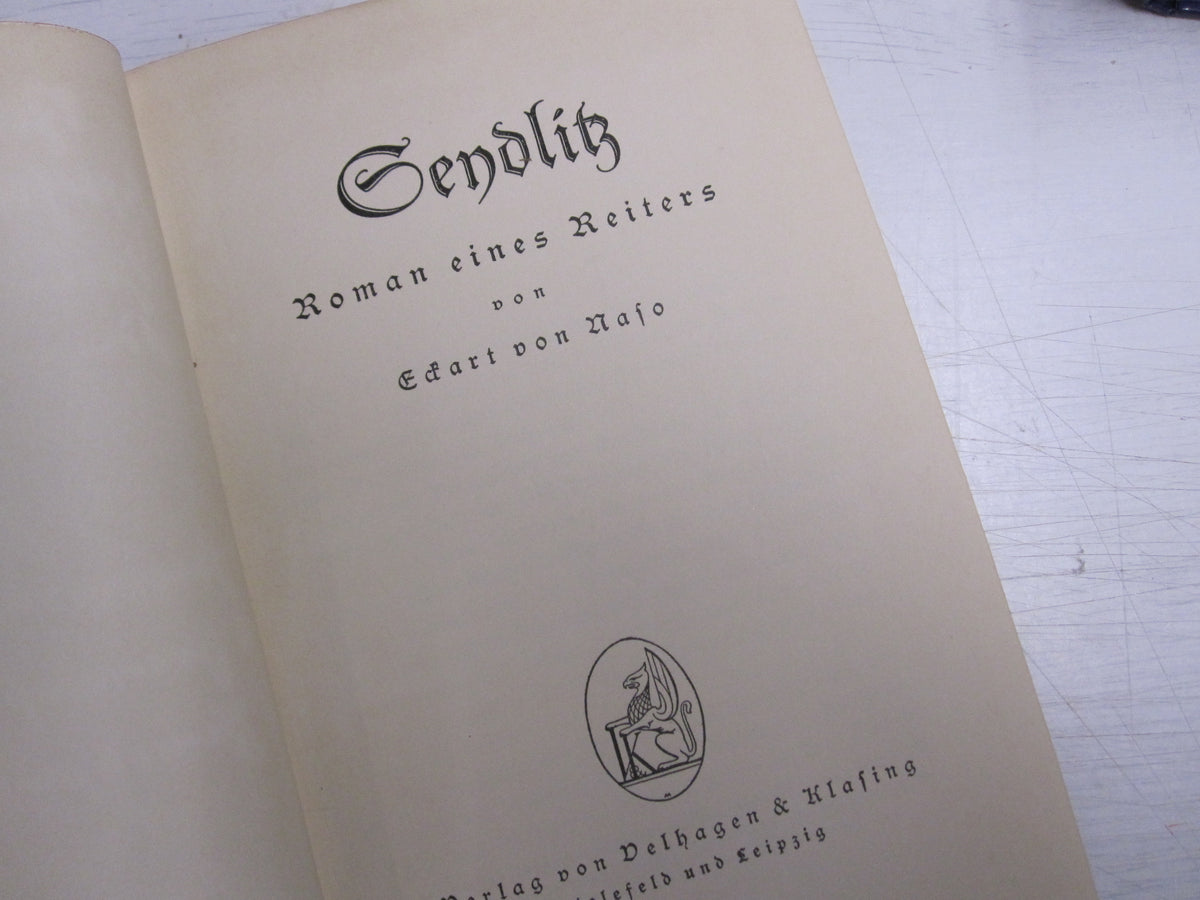 Seydlitz
Roman eines Reiters
von
Eckart von Naſo
K
Verlag von Velhagen & Klaſing
Bielefeld und Leipzig